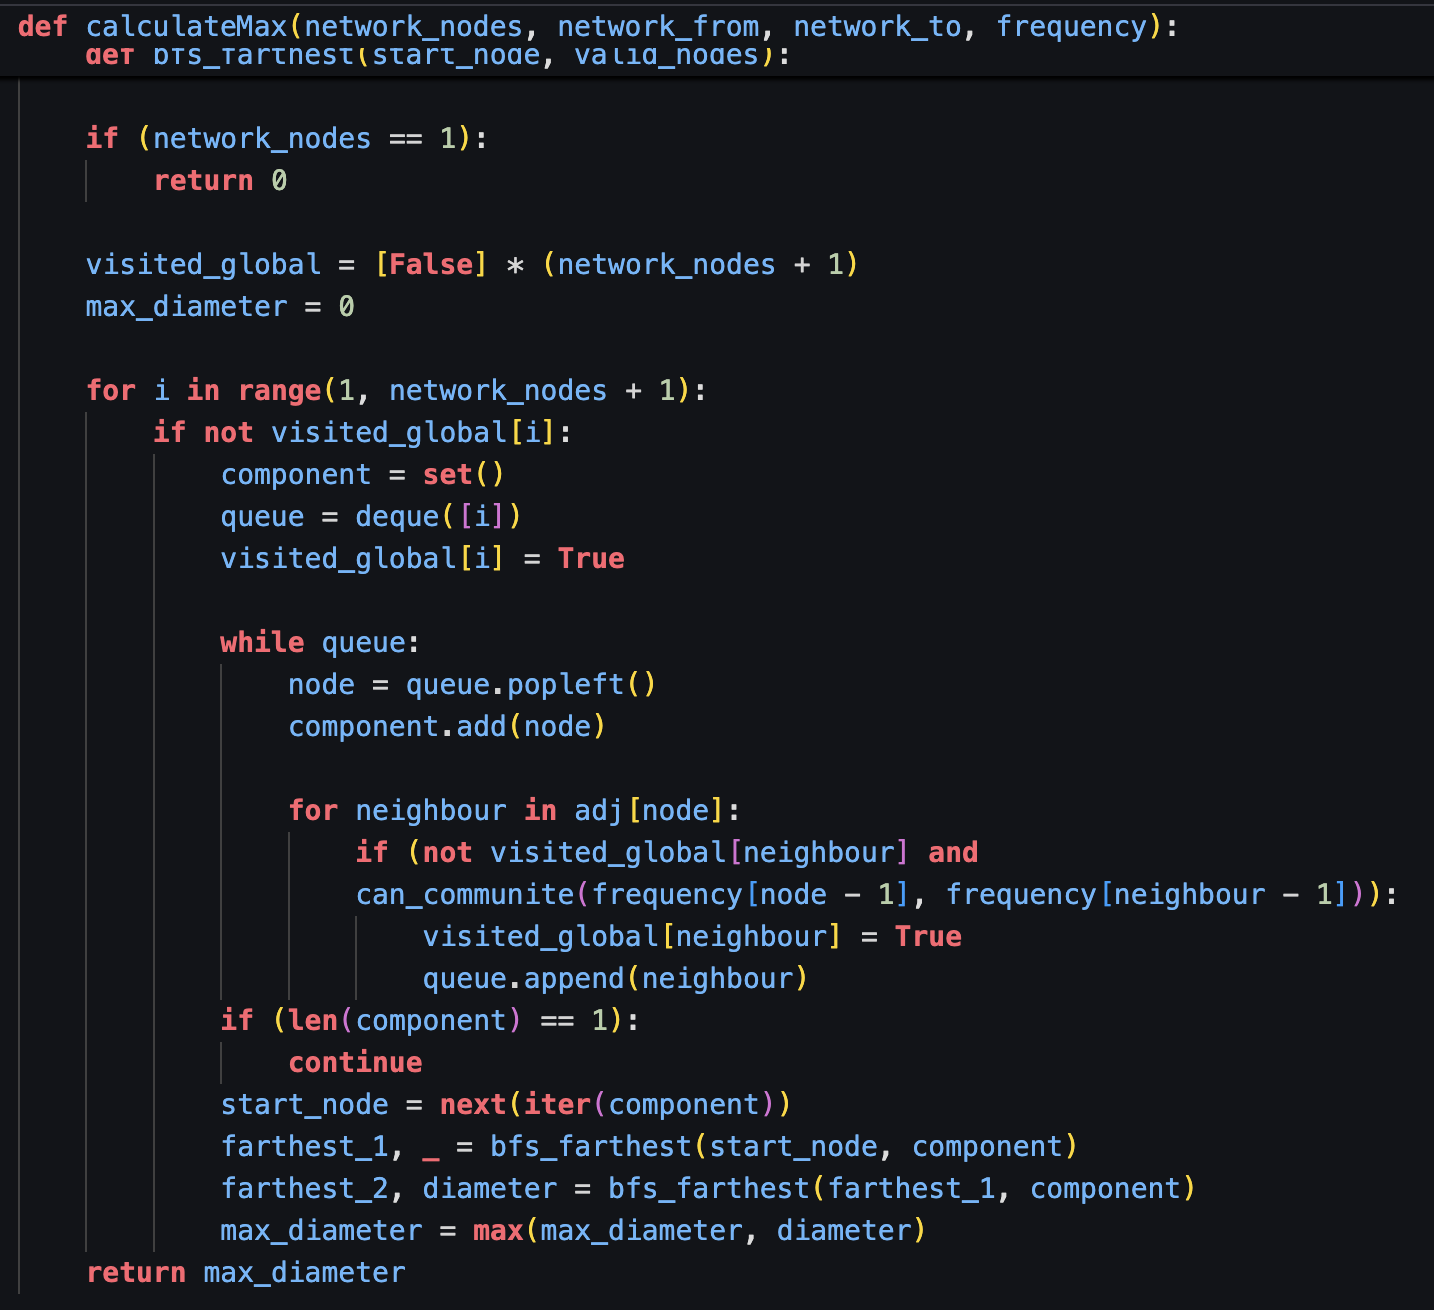 def calculateMax(network_nodes, network_from, network_to, frequency):
    def bfs_farthest(start_node, valid_nodes):
    if (network_nodes == 1):
        return 0
    visited_global = [False] * (network_nodes + 1)
    max_diameter = 0
    for i in range(1, network_nodes + 1):
        if not visited_global[i]:
            component = set()
            queue = deque([i])
            visited_global[i] = True
            while queue:
                node = queue.popleft()
                component.add(node)
                for neighbour in adj[node]:
                    if (not visited_global[neighbour] and
                    can_communite(frequency[node - 1], frequency[neighbour - 1])):
                        visited_global[neighbour] = True
                        queue.append(neighbour)
            if (len(component) == 1):
                continue
            start_node = next(iter(component))
            farthest_1, _ = bfs_farthest(start_node, component)
            farthest_2, diameter = bfs_farthest(farthest_1, component)
            max_diameter = max(max_diameter, diameter)
    return max_diameter